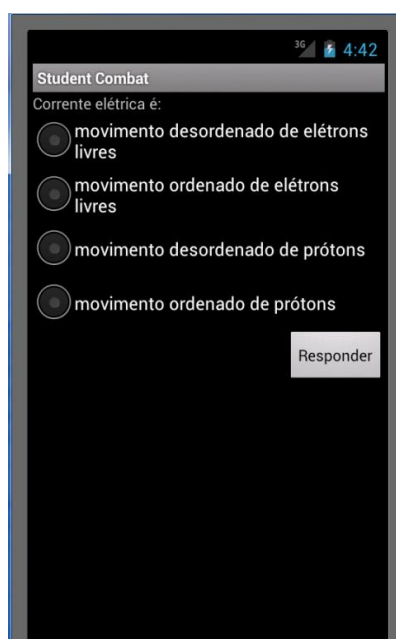 3G 4:42
Student Combat
Corrente elétrica é:
movimento desordenado de elétrons
livres
movimento ordenado de elétrons
livres
movimento desordenado de prótons
movimento ordenado de prótons
Responder